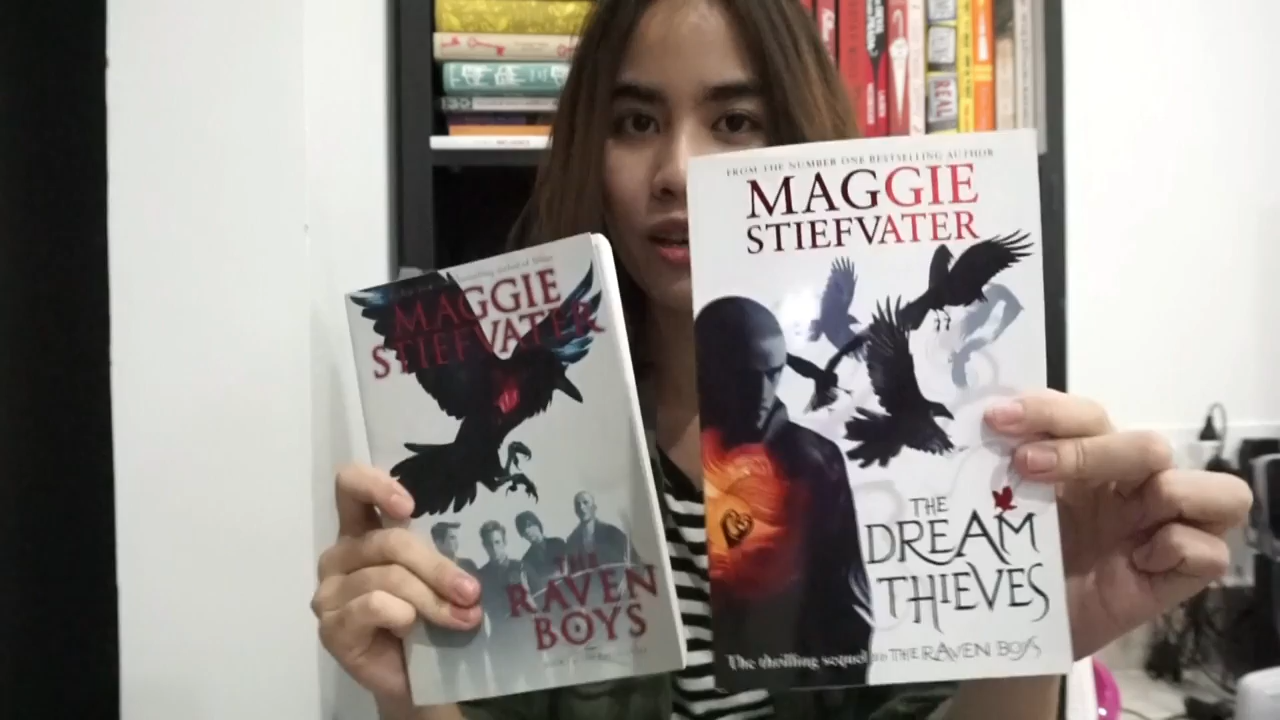 MAGGIE
STIEFVATER
THE
RAVEN
BOYS
FROM THE NUMBER ONE BESTSELLING AUTHOR
MAGGIE
STIEFVATER
THE
DREAM
THIEVES
The thrilling sequel to THE RAVEN BOYS
REAL